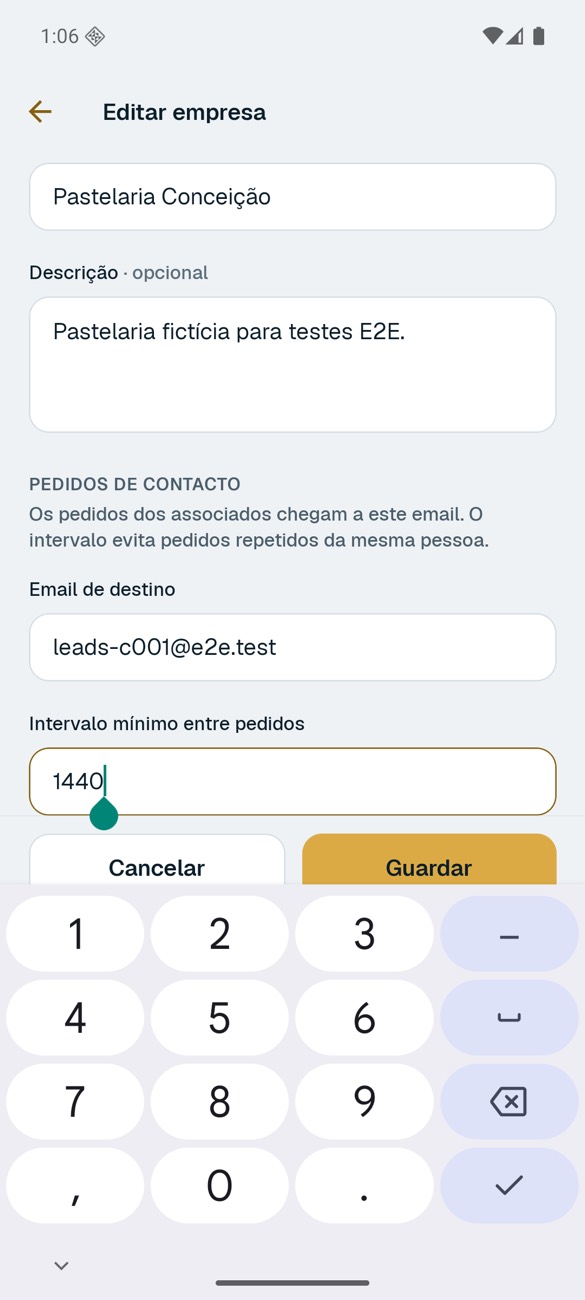 1:06
Editar empresa
Pastelaria Conceição
Descrição · opcional
Pastelaria fictícia para testes E2E.
PEDIDOS DE CONTACTO
Os pedidos dos associados chegam a este email. O
intervalo evita pedidos repetidos da mesma pessoa.
Email de destino
leads-c001@e2e.test
Intervalo mínimo entre pedidos
1440
Cancelar Guardar
1 2 3 –
4 5 6
7 8 9
, 0 .